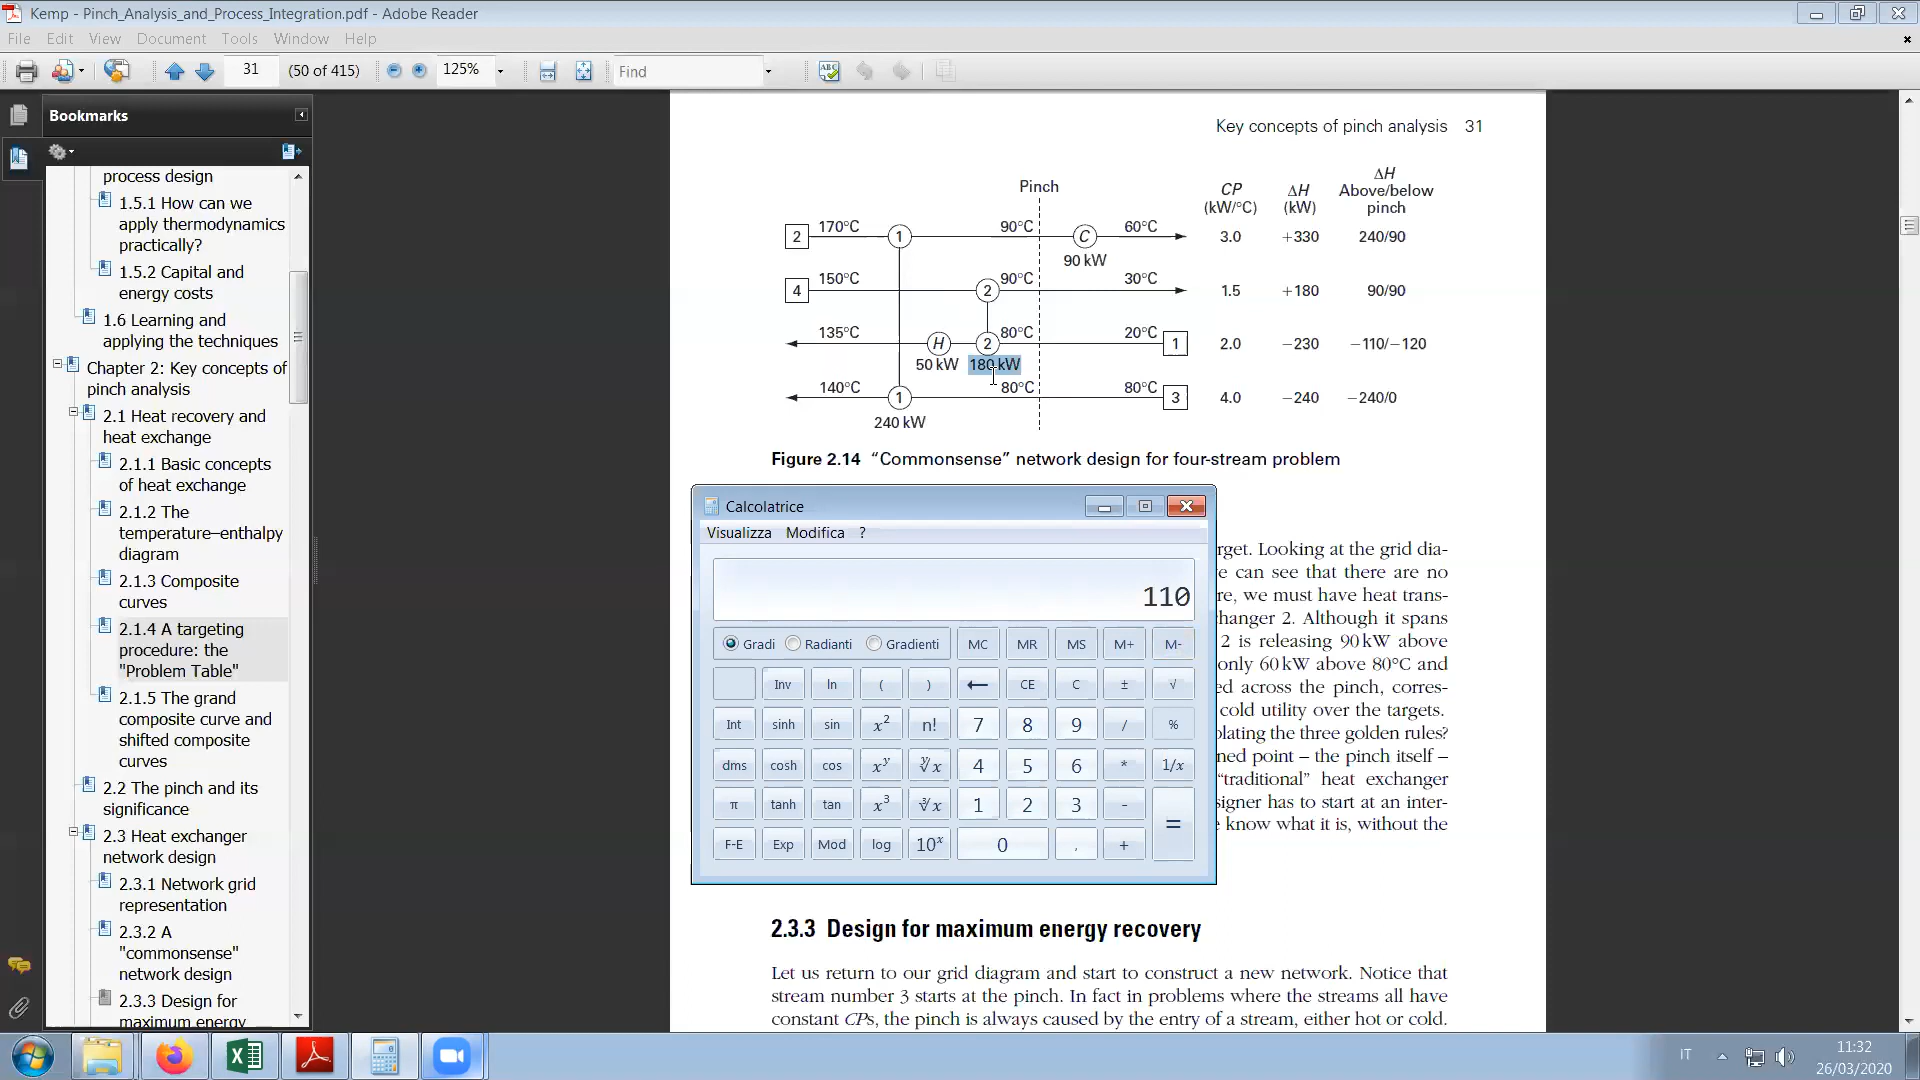 Kemp - Pinch_Analysis_and_Process_Integration.pdf - Adobe Reader
File Edit View Document Tools Window Help
31 (50 of 415) 125% Find
Bookmarks
process design
1.5.1 How can we
apply thermodynamics
practically?
1.5.2 Capital and
energy costs
1.6 Learning and
applying the techniques
Chapter 2: Key concepts of
pinch analysis
2.1 Heat recovery and
heat exchange
2.1.1 Basic concepts
of heat exchange
2.1.2 The
temperature–enthalpy
diagram
2.1.3 Composite
curves
2.1.4 A targeting
procedure: the
"Problem Table"
2.1.5 The grand
composite curve and
shifted composite
curves
2.2 The pinch and its
significance
2.3 Heat exchanger
network design
2.3.1 Network grid
representation
2.3.2 A
"commonsense"
network design
2.3.3 Design for
maximum energy
Key concepts of pinch analysis 31
Pinch
CP
(kW/°C)
ΔH
(kW)
ΔH
Above/below
pinch
2 170°C 1 90°C C 60°C 3.0 +330 240/90
90 kW
4 150°C 2 90°C 30°C 1.5 +180 90/90
135°C H 2 80°C 20°C 1 2.0 −230 −110/−120
50 kW 180 kW
140°C 1 80°C 80°C 3 4.0 −240 −240/0
240 kW
Figure 2.14 “Commonsense” network design for four-stream problem
Calcolatrice
Visualizza Modifica ?
110
Gradi Radianti Gradienti MC MR MS M+ M-
Inv ln ( ) ← CE C ± √
Int sinh sin x² n! 7 8 9 / %
dms cosh cos xʸ ʸ√x 4 5 6 * 1/x
π tanh tan x³ ³√x 1 2 3 - =
F-E Exp Mod log 10ˣ 0 , +
rget. Looking at the grid dia-
e can see that there are no
re, we must have heat trans-
hanger 2. Although it spans
2 is releasing 90 kW above
only 60 kW above 80°C and
ed across the pinch, corres-
cold utility over the targets.
olating the three golden rules?
ned point – the pinch itself –
“traditional” heat exchanger
signer has to start at an inter-
e know what it is, without the
2.3.3 Design for maximum energy recovery
Let us return to our grid diagram and start to construct a new network. Notice that
stream number 3 starts at the pinch. In fact in problems where the streams all have
constant CPs, the pinch is always caused by the entry of a stream, either hot or cold.
IT 11:32
26/03/2020